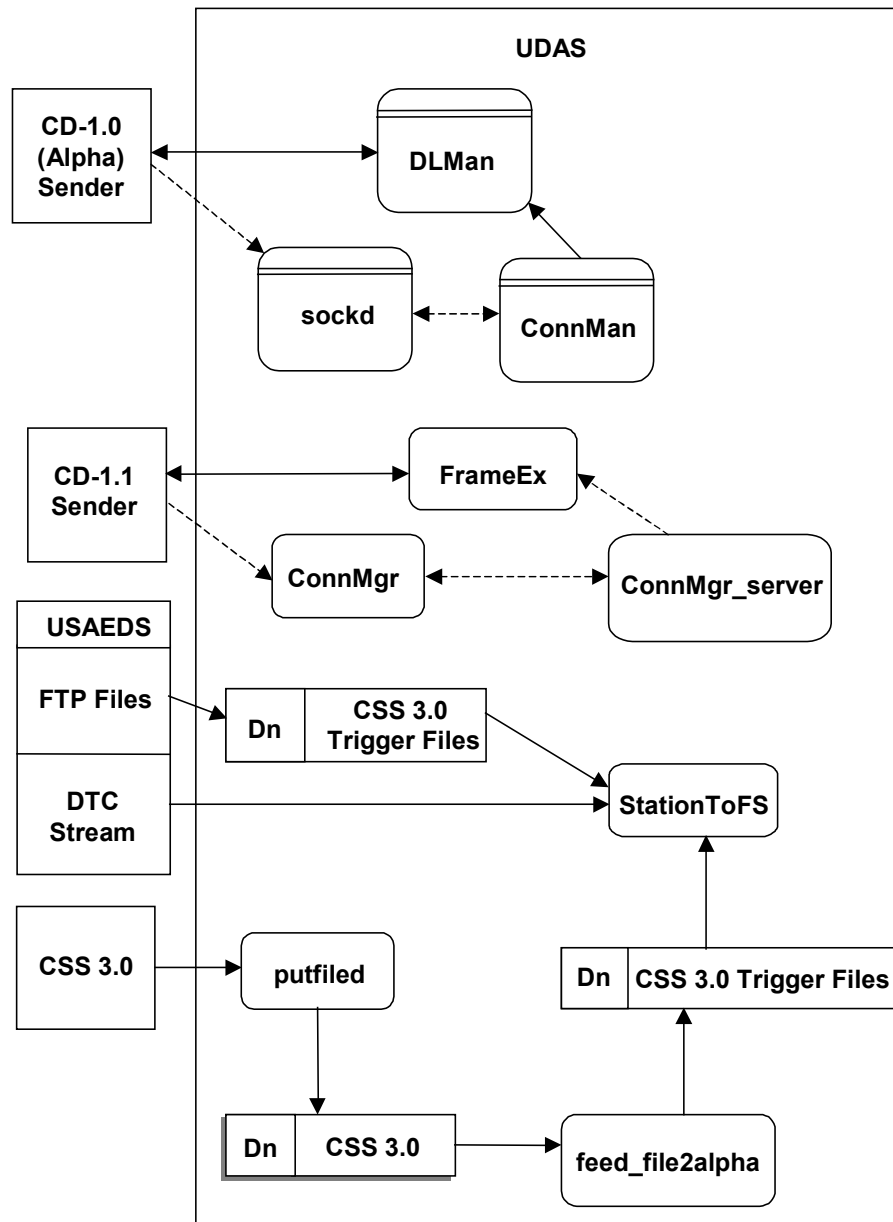 UDAS
CD-1.0
(Alpha)
Sender
DLMan
sockd
ConnMan
CD-1.1
Sender
FrameEx
ConnMgr
ConnMgr_server
USAEDS
FTP Files
Dn
CSS 3.0
Trigger Files
DTC
Stream
StationToFS
CSS 3.0
putfiled
Dn
CSS 3.0 Trigger Files
Dn
CSS 3.0
feed_file2alpha